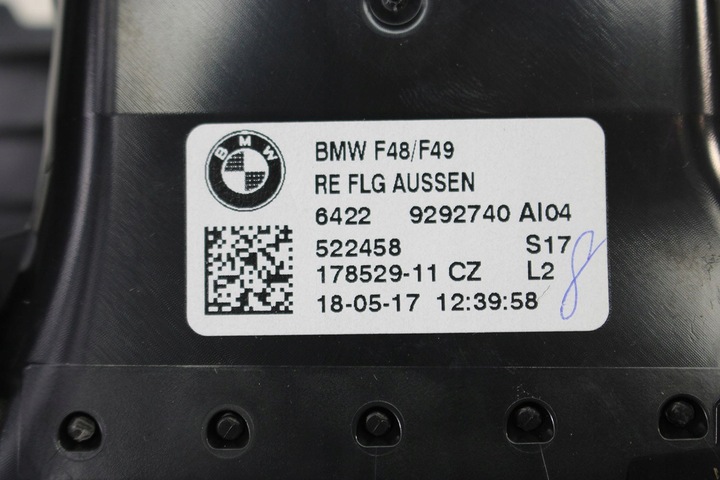 BMW
BMW F48/F49
RE FLG AUSSEN
6422 9292740 AI04
522458 S17
178529-11 CZ L2
18-05-17 12:39:58
8